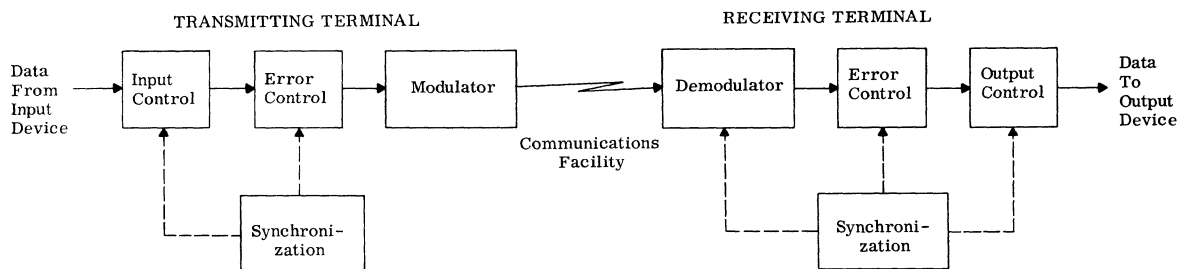 TRANSMITTING TERMINAL
RECEIVING TERMINAL
Data
From
Input
Device
Input
Control
Error
Control
Modulator
Communications
Facility
Demodulator
Error
Control
Output
Control
Data
To
Output
Device
Synchroni-
zation
Synchroni-
zation